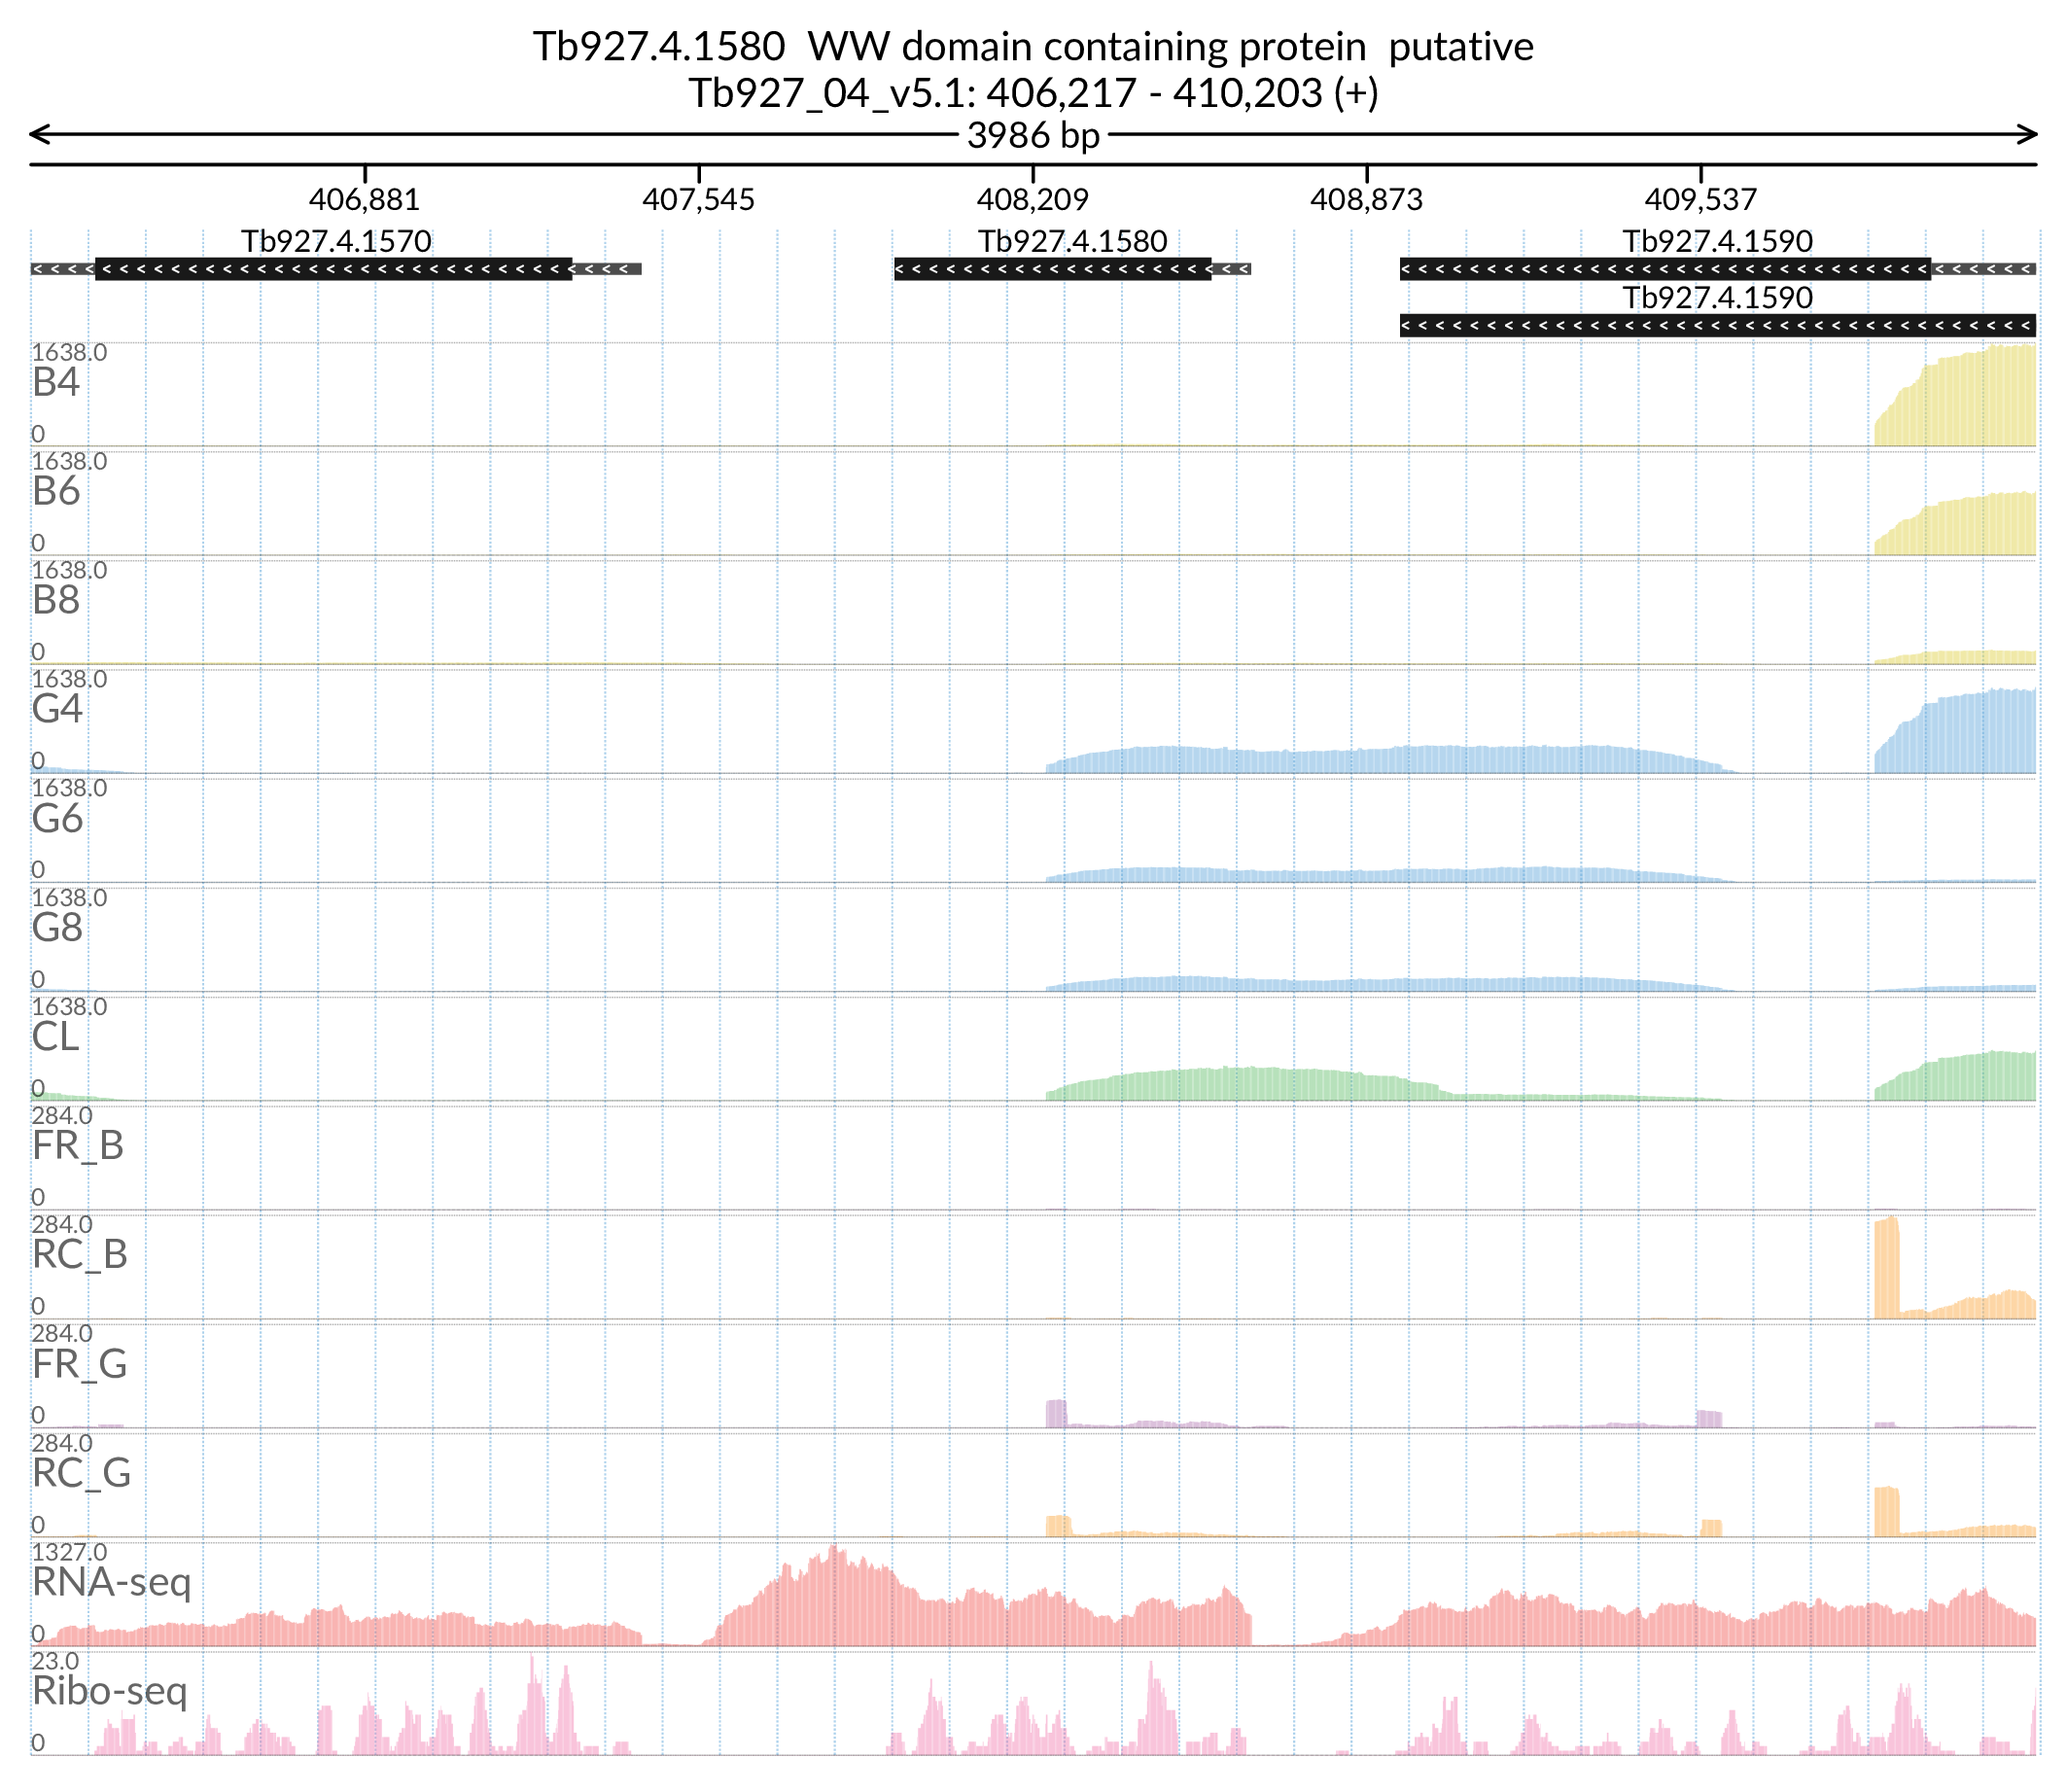 Tb927.4.1580  WW domain containing protein  putative
Tb927_04_v5.1: 406,217 - 410,203 (+)
3986 bp
406,881 407,545 408,209 408,873 409,537
Tb927.4.1570 Tb927.4.1580 Tb927.4.1590
Tb927.4.1590
1638.0
B4
0
1638.0
B6
0
1638.0
B8
0
1638.0
G4
0
1638.0
G6
0
1638.0
G8
0
1638.0
CL
0
284.0
FR_B
0
284.0
RC_B
0
284.0
FR_G
0
284.0
RC_G
0
1327.0
RNA-seq
0
23.0
Ribo-seq
0